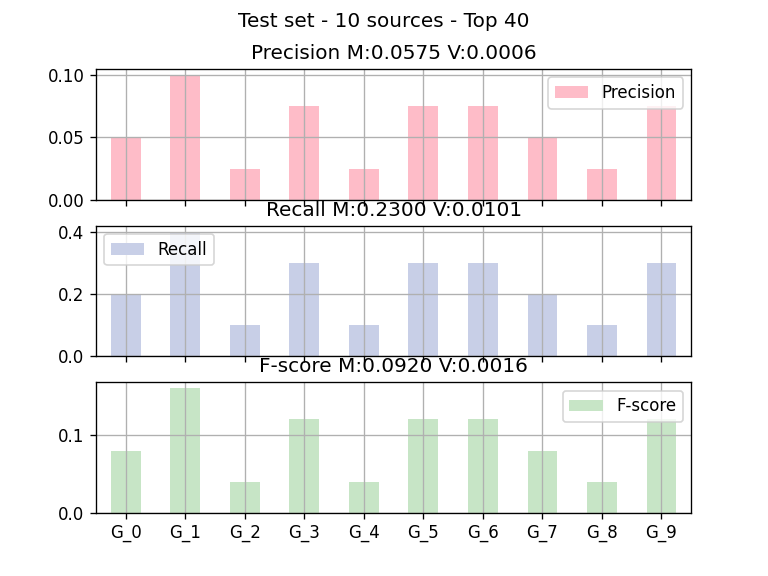 Test set - 10 sources - Top 40
Precision M:0.0575 V:0.0006
0.10
0.05
0.00
Precision
Recall M:0.2300 V:0.0101
0.4
0.2
0.0
Recall
F-score M:0.0920 V:0.0016
0.1
0.0
F-score
G_0 G_1 G_2 G_3 G_4 G_5 G_6 G_7 G_8 G_9